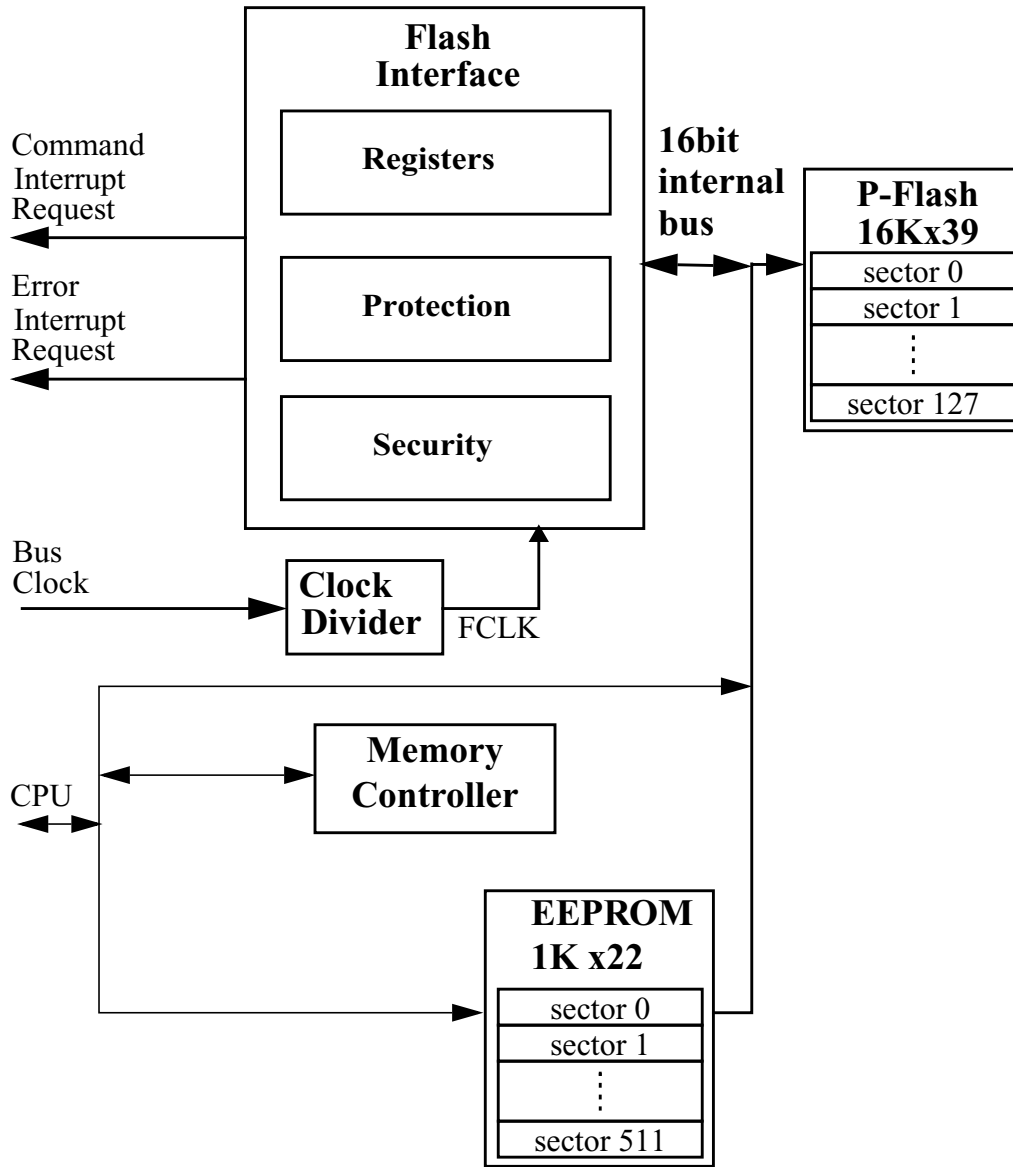 Flash
Interface
Registers
Protection
Security
Command
Interrupt
Request
Error
Interrupt
Request
16bit
internal
bus
P-Flash
16Kx39
sector 0
sector 1
sector 127
Bus
Clock
Clock
Divider
FCLK
Memory
Controller
CPU
EEPROM
1K x22
sector 0
sector 1
sector 511